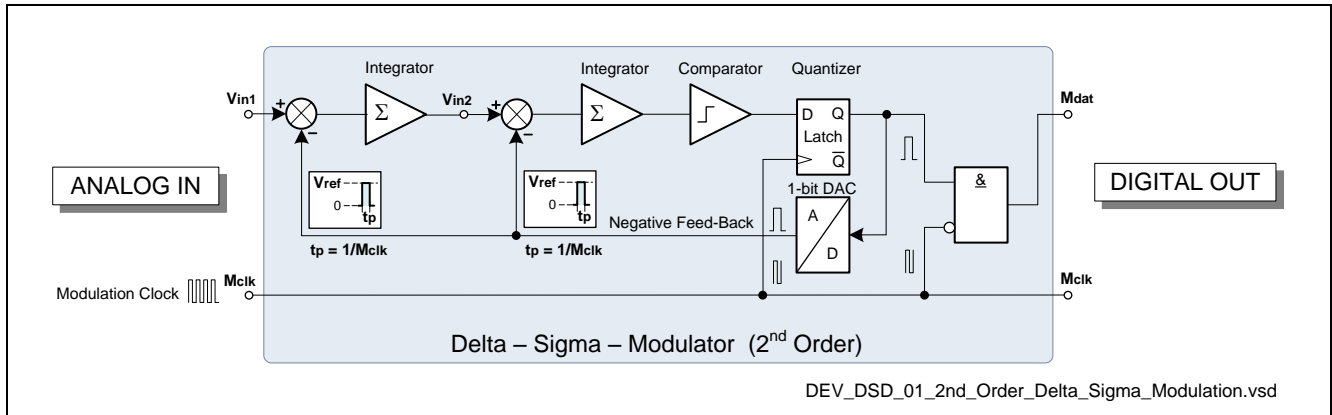 Integrator
Integrator
Comparator
Quantizer
Vin1
+
−
Σ
Vin2
+
−
Σ
D Q
Latch
Q
Mdat
&
ANALOG IN
DIGITAL OUT
Vref
0
tp
Vref
0
tp
1-bit DAC
A
D
Negative Feed-Back
tp = 1/Mclk
tp = 1/Mclk
Modulation Clock
Mclk
Mclk
Delta – Sigma – Modulator (2nd Order)
DEV_DSD_01_2nd_Order_Delta_Sigma_Modulation.vsd